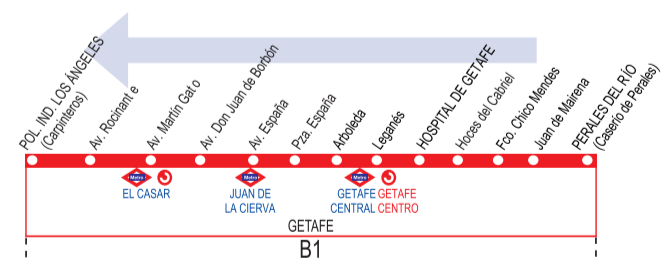 POL. IND. LOS ÁNGELES
(Carpinteros)
Av. Rocinant e
Av. Martín Gat o
Av. Don Juan de Borbón
Av. España
Pza. España
Arboleda
Leganés
HOSPITAL DE GETAFE
Hoces del Cabriel
Fco. Chico Mendes
Juan de Mairena
PERALES DEL RÍO
(Caserío de Perales)
Metro
EL CASAR
Metro
JUAN DE
LA CIERVA
Metro
GETAFE
CENTRAL
GETAFE
CENTRO
GETAFE
B1